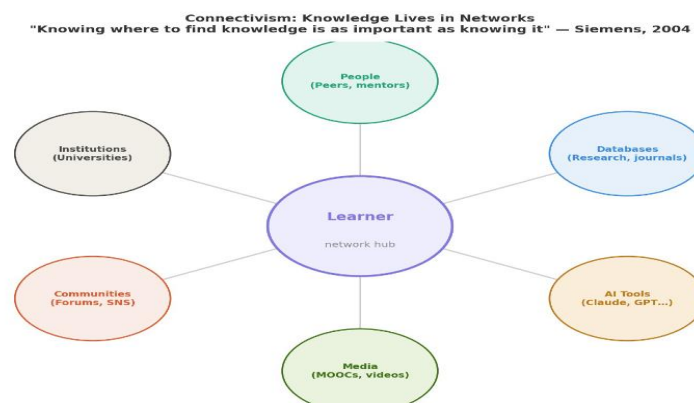 Connectivism: Knowledge Lives in Networks
"Knowing where to find knowledge is as important as knowing it" — Siemens, 2004
People
(Peers, mentors)
Institutions
(Universities)
Databases
(Research, journals)
Learner
network hub
Communities
(Forums, SNS)
AI Tools
(Claude, GPT...)
Media
(MOOCs, videos)